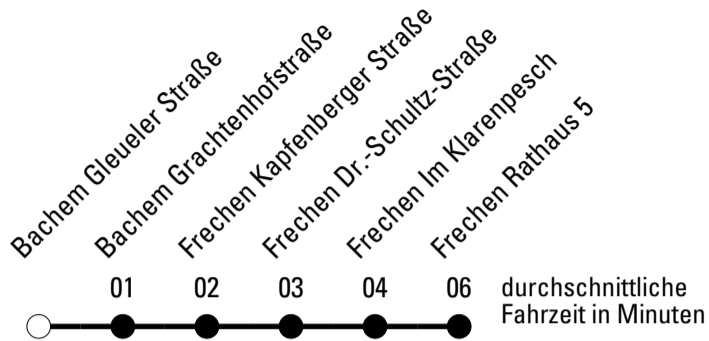 Bachem Gleueler Straße
Bachem Grachtenhofstraße
Frechen Kapfenberger Straße
Frechen Dr.-Schultz-Straße
Frechen Im Klarenpesch
Frechen Rathaus 5
01 02 03 04 06
durchschnittliche
Fahrzeit in Minuten